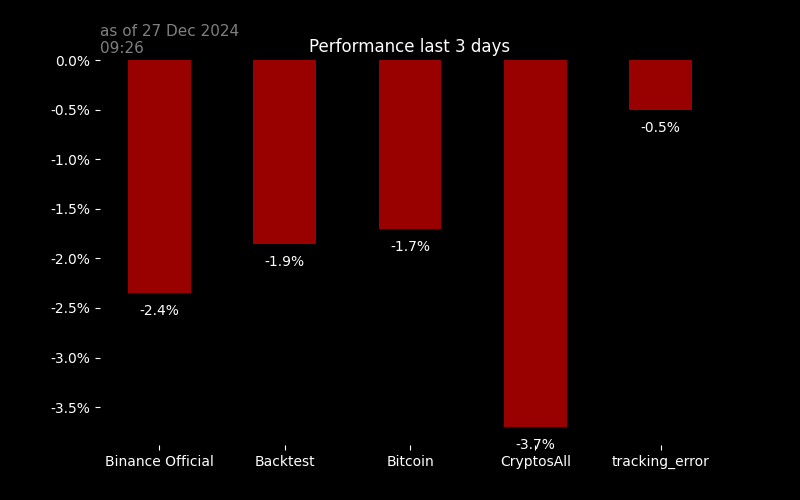 as of 27 Dec 2024
09:26
Performance last 3 days
0.0%
-0.5%
-1.0%
-1.5%
-2.0%
-2.5%
-3.0%
-3.5%
-2.4%
-1.9%
-1.7%
-3.7%
-0.5%
Binance Official
Backtest
Bitcoin
CryptosAll
tracking_error